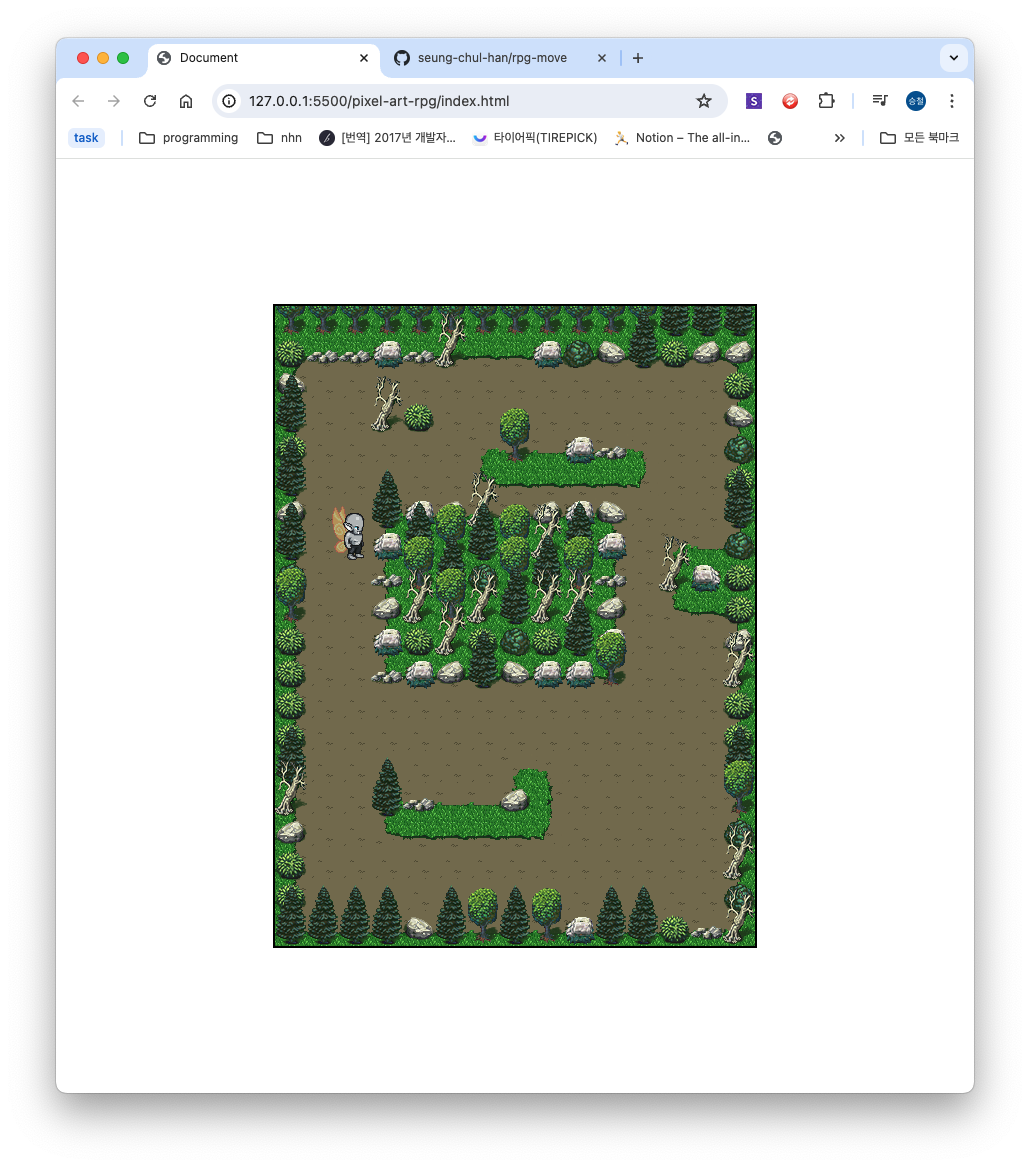 Document
seung-chul-han/rpg-move
127.0.0.1:5500/pixel-art-rpg/index.html
S
승철
task
programming
nhn
[번역] 2017년 개발자...
타이어픽(TIREPICK)
Notion – The all-in...
모든 북마크